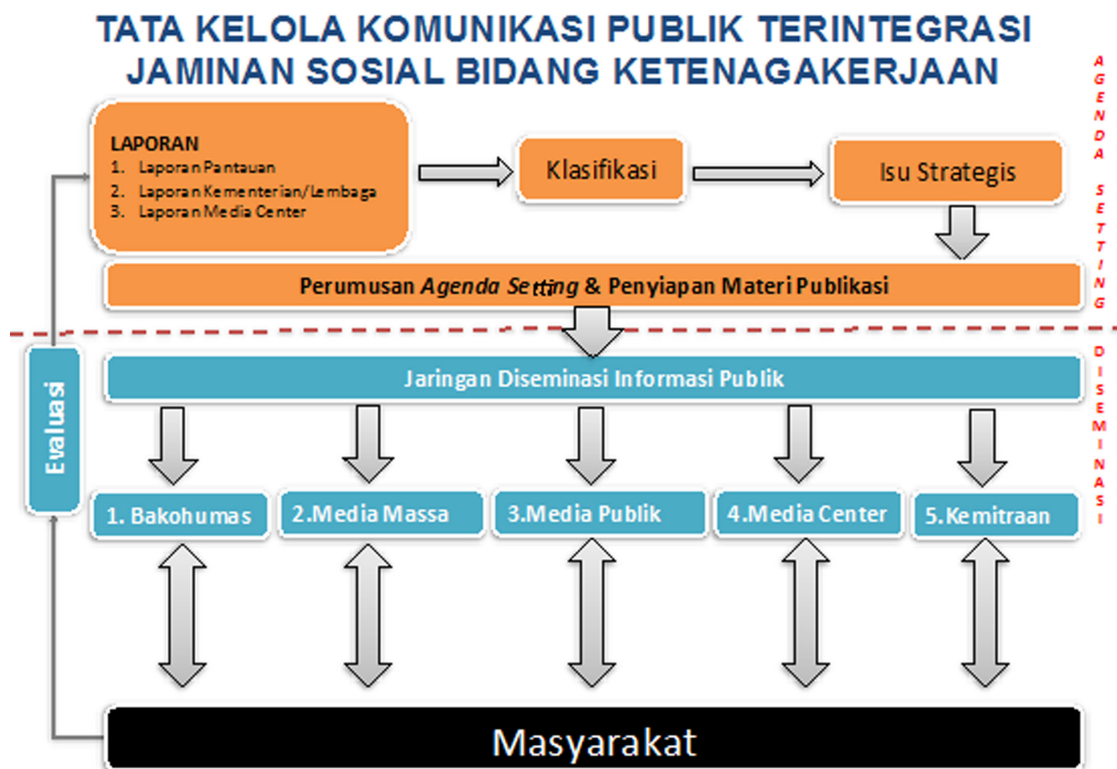 TATA KELOLA KOMUNIKASI PUBLIK TERINTEGRASI
JAMINAN SOSIAL BIDANG KETENAGAKERJAAN
AGENDA SETTING
LAPORAN
1. Laporan Pantauan
2. Laporan Kementerian/Lembaga
3. Laporan Media Center
Klasifikasi
Isu Strategis
Perumusan Agenda Setting & Penyiapan Materi Publikasi
DISEMINASI
Evaluasi
Jaringan Diseminasi Informasi Publik
1. Bakohumas
2.Media Massa
3.Media Publik
4.Media Center
5.Kemitraan
Masyarakat